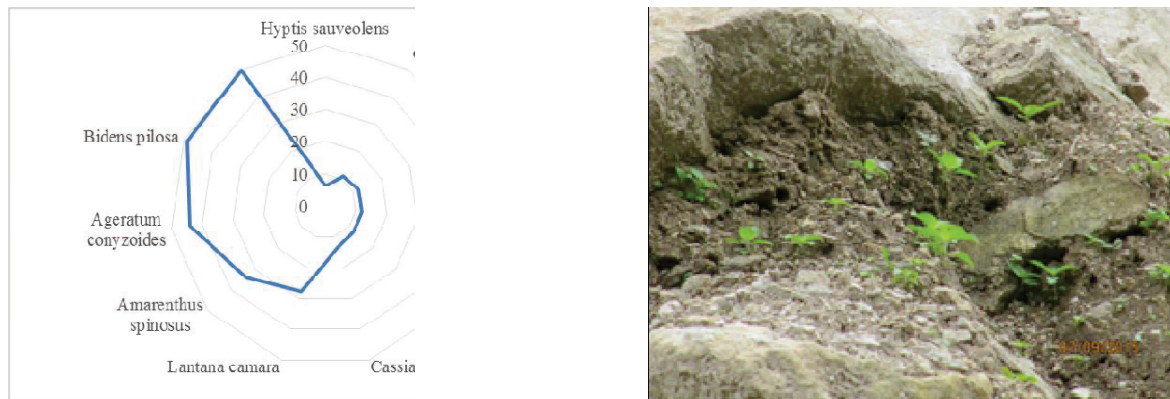 Hyptis sauveolens
50
40
30
20
10
0
Bidens pilosa
Ageratum
conyzoides
Amarenthus
spinosus
Lantana camara
Cassia